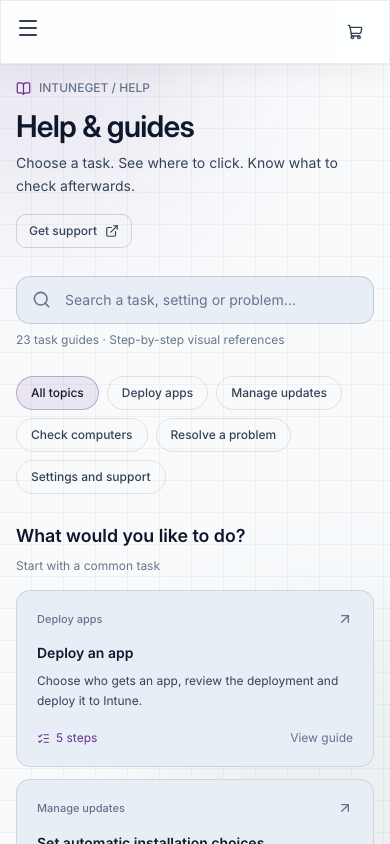 INTUNEGET / HELP
Help & guides
Choose a task. See where to click. Know what to
check afterwards.
Get support
Search a task, setting or problem...
23 task guides · Step-by-step visual references
All topics
Deploy apps
Manage updates
Check computers
Resolve a problem
Settings and support
What would you like to do?
Start with a common task
Deploy apps
Deploy an app
Choose who gets an app, review the deployment and
deploy it to Intune.
5 steps
View guide
Manage updates
Set automatic installation choices